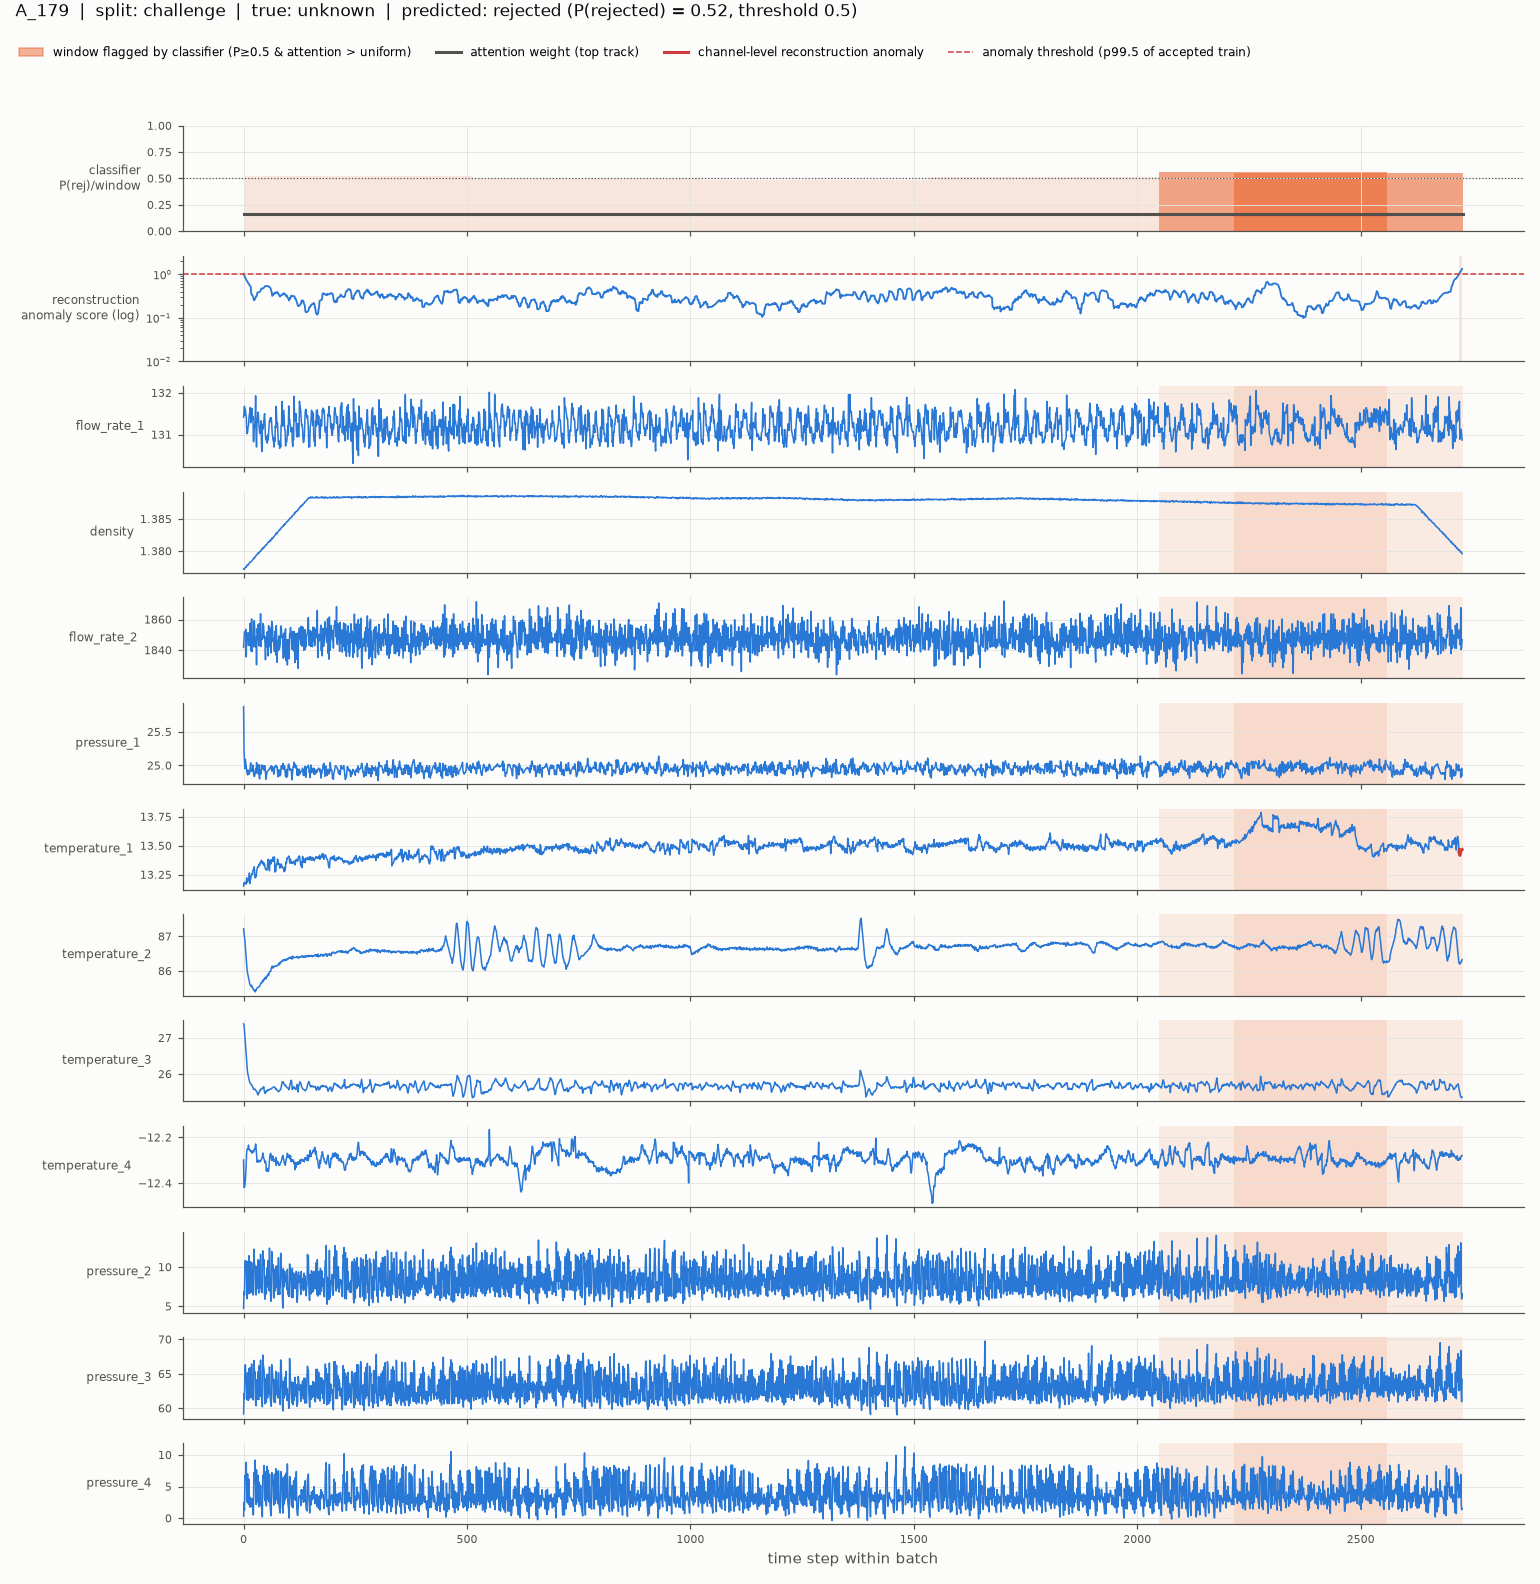 A_179 | split: challenge | true: unknown | predicted: rejected (P(rejected) = 0.52, threshold 0.5)
window flagged by classifier (P≥0.5 & attention > uniform) attention weight (top track) channel-level reconstruction anomaly anomaly threshold (p99.5 of accepted train)
1.00
0.75
classifier
P(rej)/window
0.50
0.25
0.00
reconstruction
anomaly score (log)
10⁰
10⁻¹
10⁻²
flow_rate_1
132
131
density
1.385
1.380
flow_rate_2
1860
1840
pressure_1
25.5
25.0
temperature_1
13.75
13.50
13.25
temperature_2
87
86
temperature_3
27
26
temperature_4
−12.2
−12.4
pressure_2
10
5
pressure_3
70
65
60
pressure_4
10
5
0
0 500 1000 1500 2000 2500
time step within batch